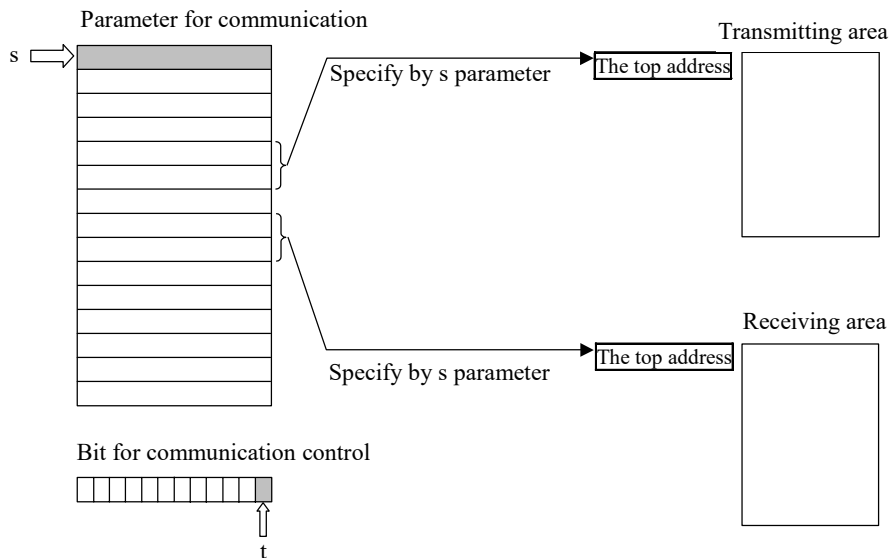 Parameter for communication
Transmitting area
s
The top address
Specify by s parameter
Receiving area
The top address
Specify by s parameter
Bit for communication control
t